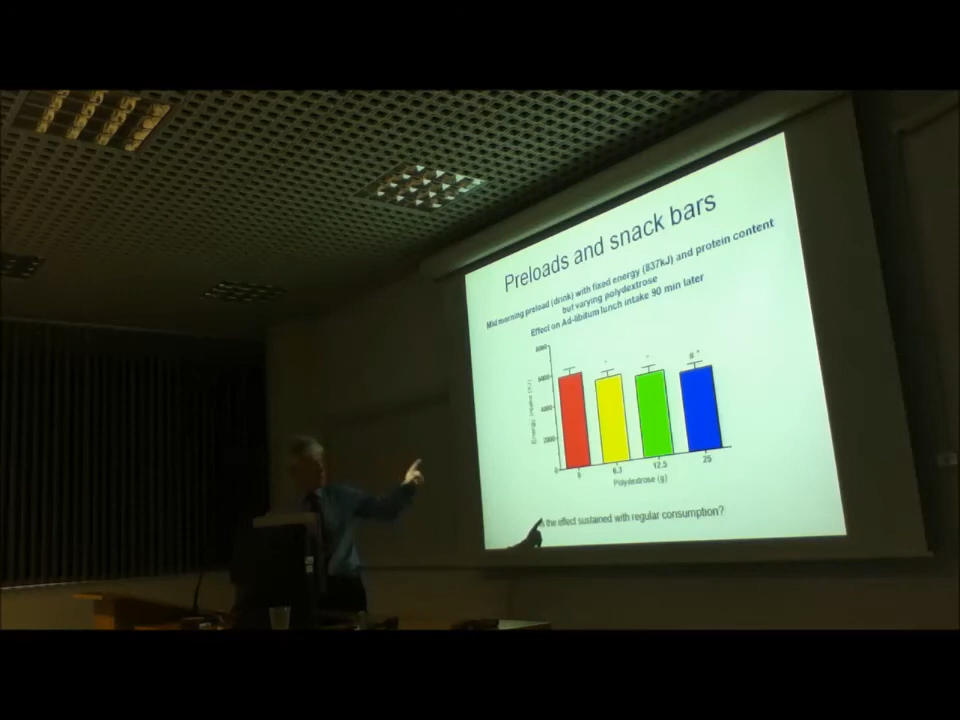 Preloads and snack bars
Mid morning preload (drink) with fixed energy (837kJ) and protein content
but varying polydextrose
Effect on Ad-libitum lunch intake 90 min later
8000
6000
4000
2000
0
Energy Intake (KJ)
*
*
# *
0
6.3
12.5
25
Polydextrose (g)
the effect sustained with regular consumption?